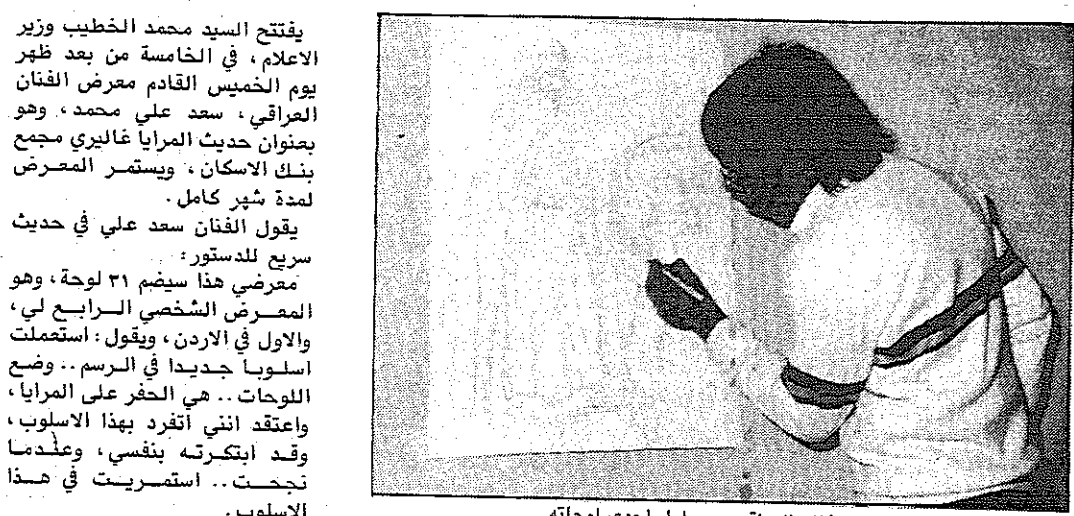 يفتتح السيد محمد الخطيب وزير
الاعلام، في الخامسة من بعد ظهر
يوم الخميس القادم معرض الفنان
العراقي، سعد علي محمد، وهو
بعنوان حديث المرايا غاليري مجمع
بنك الاسكان، ويستمر المعرض
لمدة شهر كامل.
يقول الفنان سعد علي في حديث
سريع للدستور:
معرضي هذا سيضم ٣١ لوحة، وهو
المعرض الشخصي الرابع لي،
والاول في الاردن، ويقول: استعملت
اسلوبا جديدا في الرسم.. وضع
اللوحات.. هي الحفر على المرايا،
واعتقد انني اتفرد بهذا الاسلوب،
وقد ابتكرته بنفسي، وعندما
نجحت.. استمريت في هذا
الاسلوب.
لوحاته